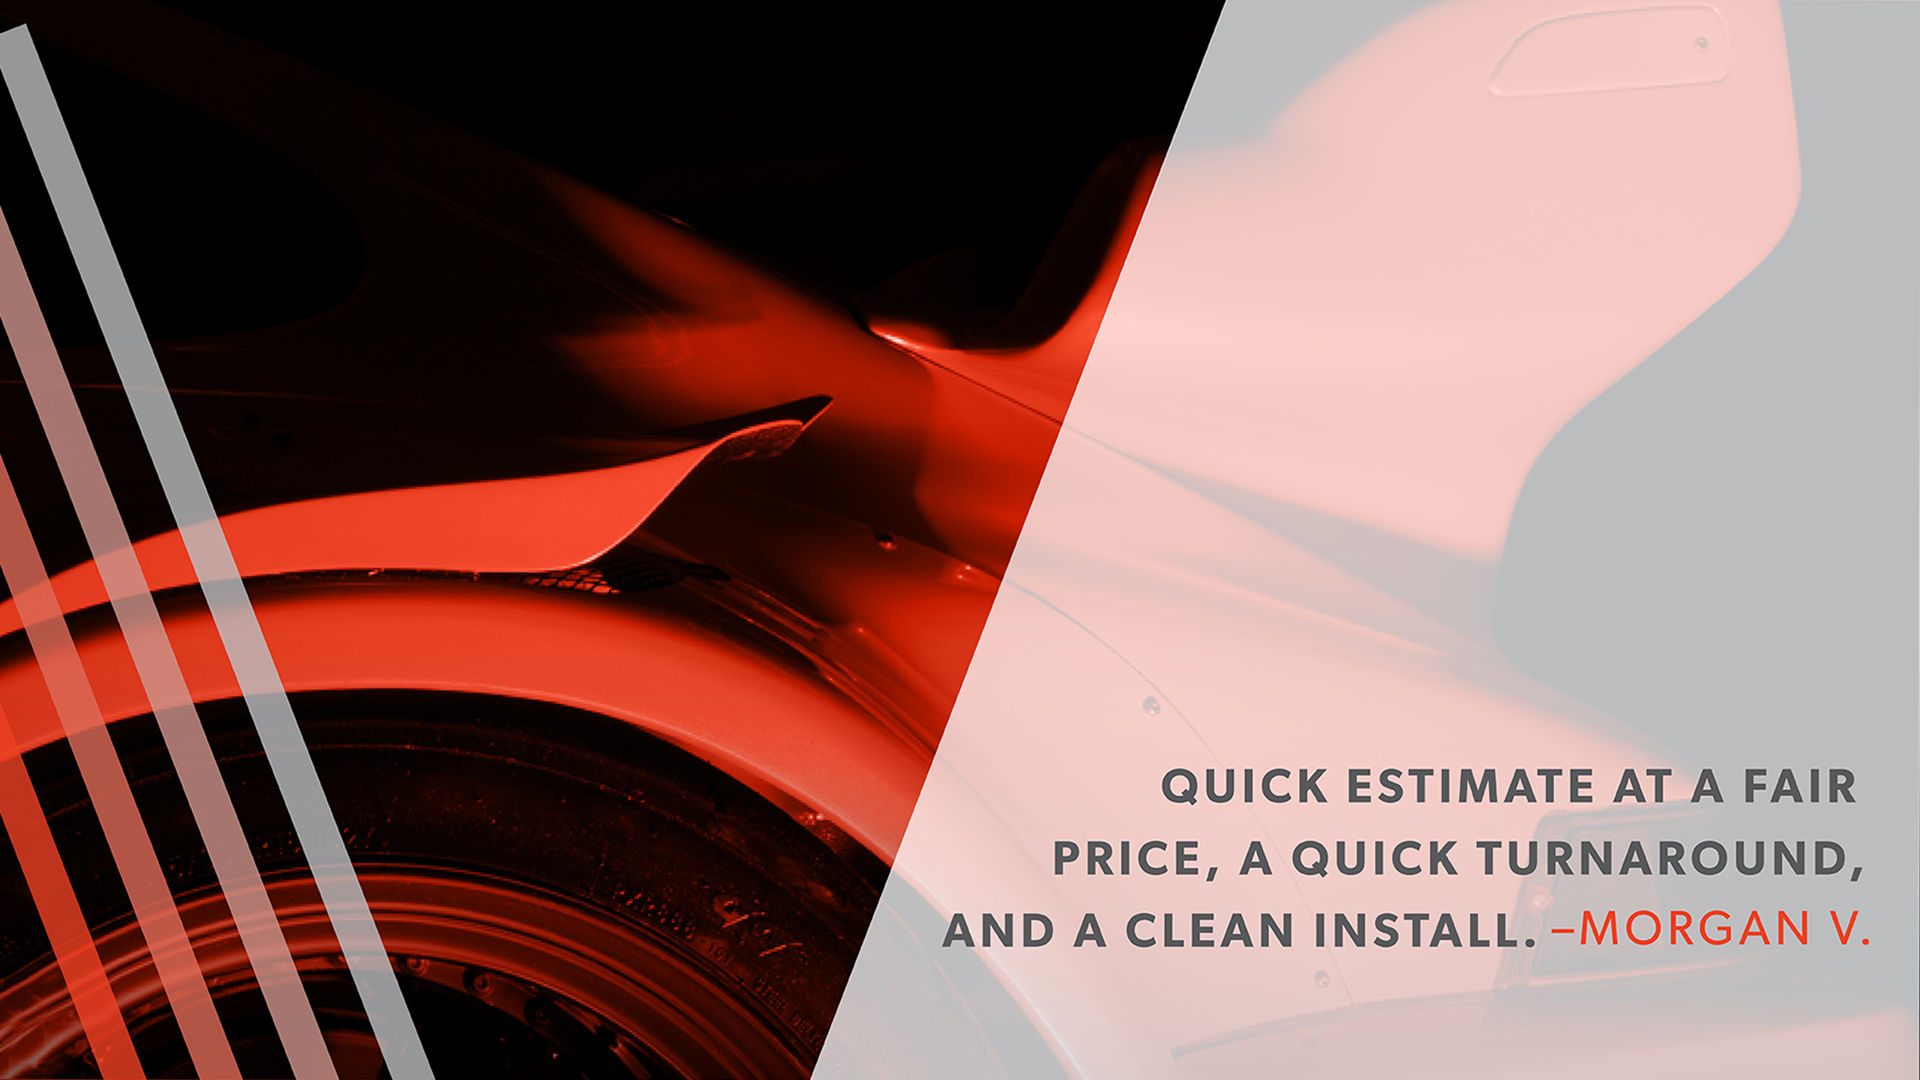 QUICK ESTIMATE AT A FAIR
PRICE, A QUICK TURNAROUND,
AND A CLEAN INSTALL. –MORGAN V.